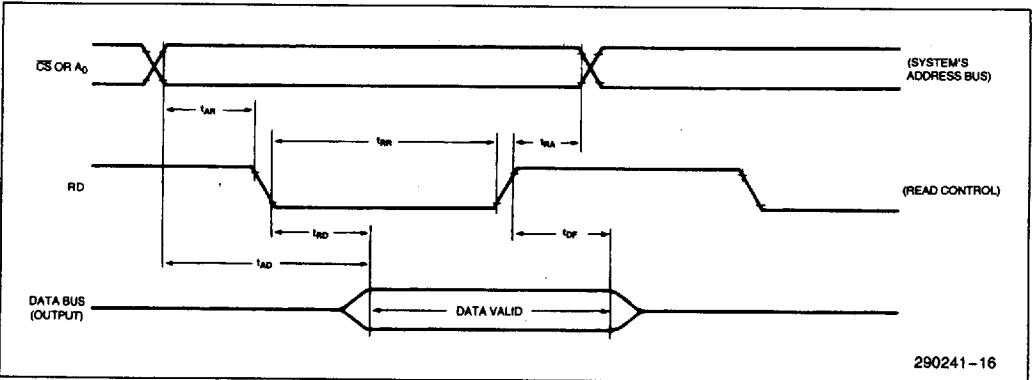 C̅S̅ OR A₀
(SYSTEM'S
ADDRESS BUS)
tAR
tRR
tRA
RD
(READ CONTROL)
tRD
tDF
tAD
DATA BUS
(OUTPUT)
DATA VALID
290241-16